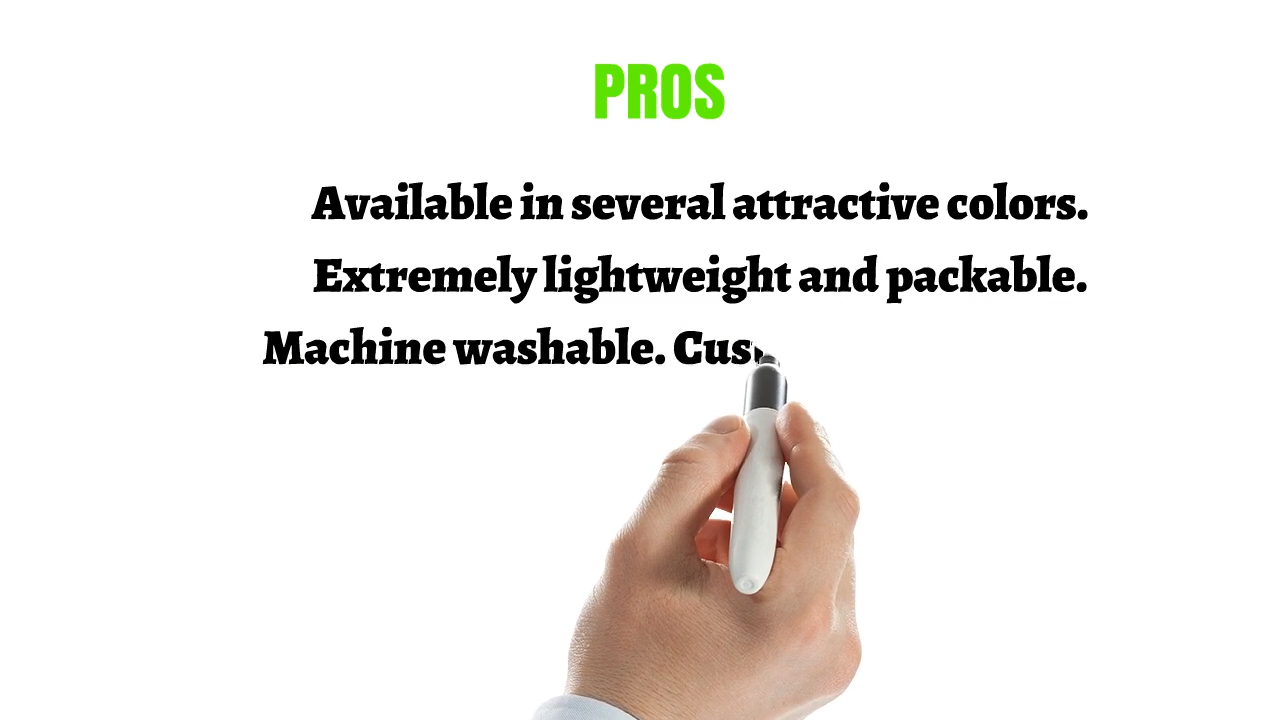 PROS
Available in several attractive colors.
Extremely lightweight and packable.
Machine washable.